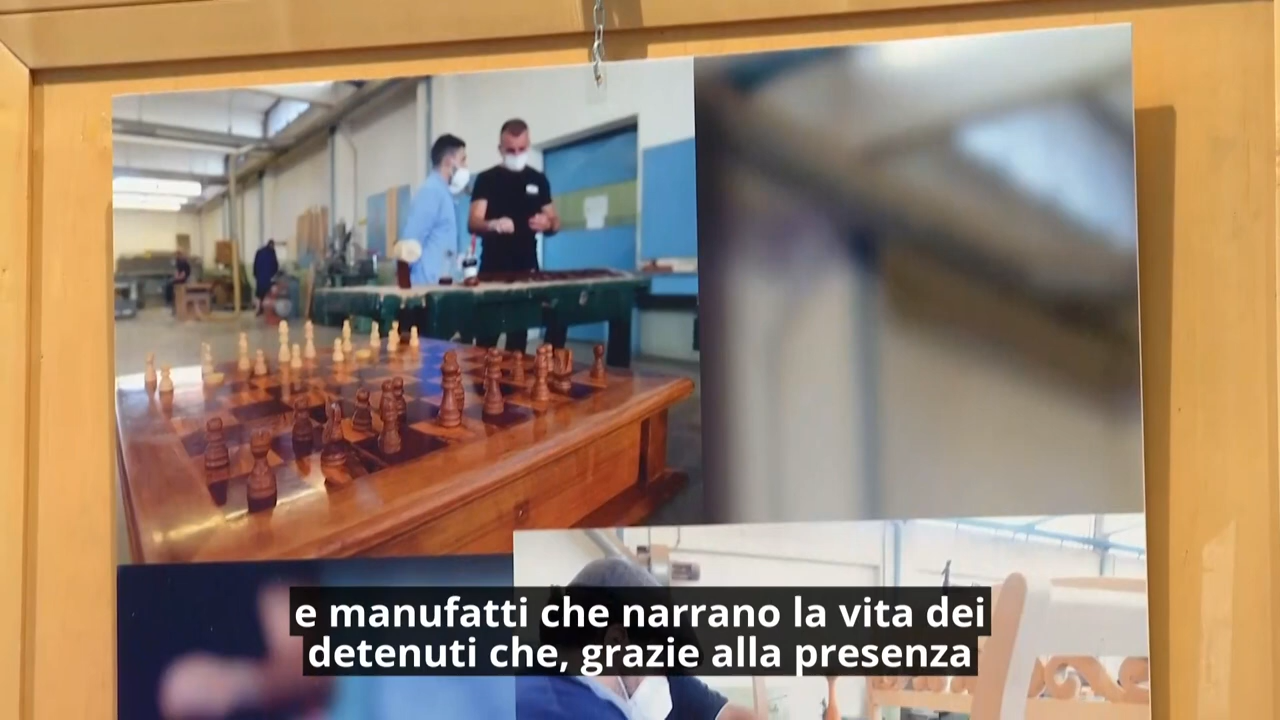 e manufatti che narrano la vita dei
detenuti che, grazie alla presenza